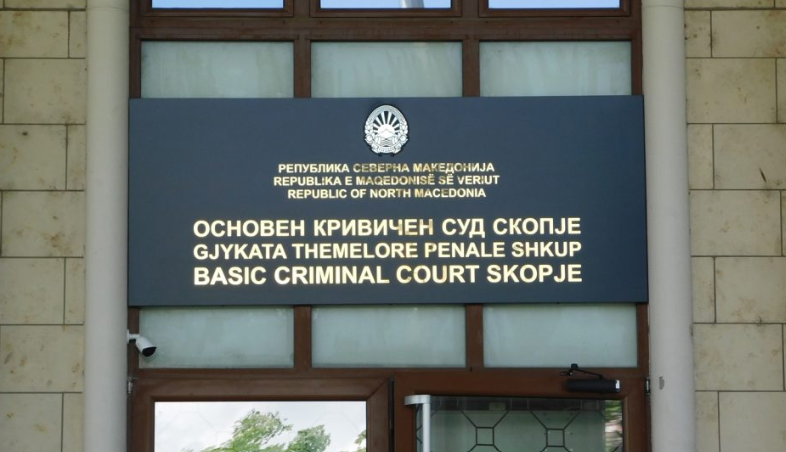 РЕПУБЛИКА СЕВЕРНА МАКЕДОНИЈА
REPUBLIKA E MAQEDONISË SË VERIUT
REPUBLIC OF NORTH MACEDONIA
ОСНОВЕН КРИВИЧЕН СУД СКОПЈЕ
GJYKATA THEMELORE PENALE SHKUP
BASIC CRIMINAL COURT SKOPJE